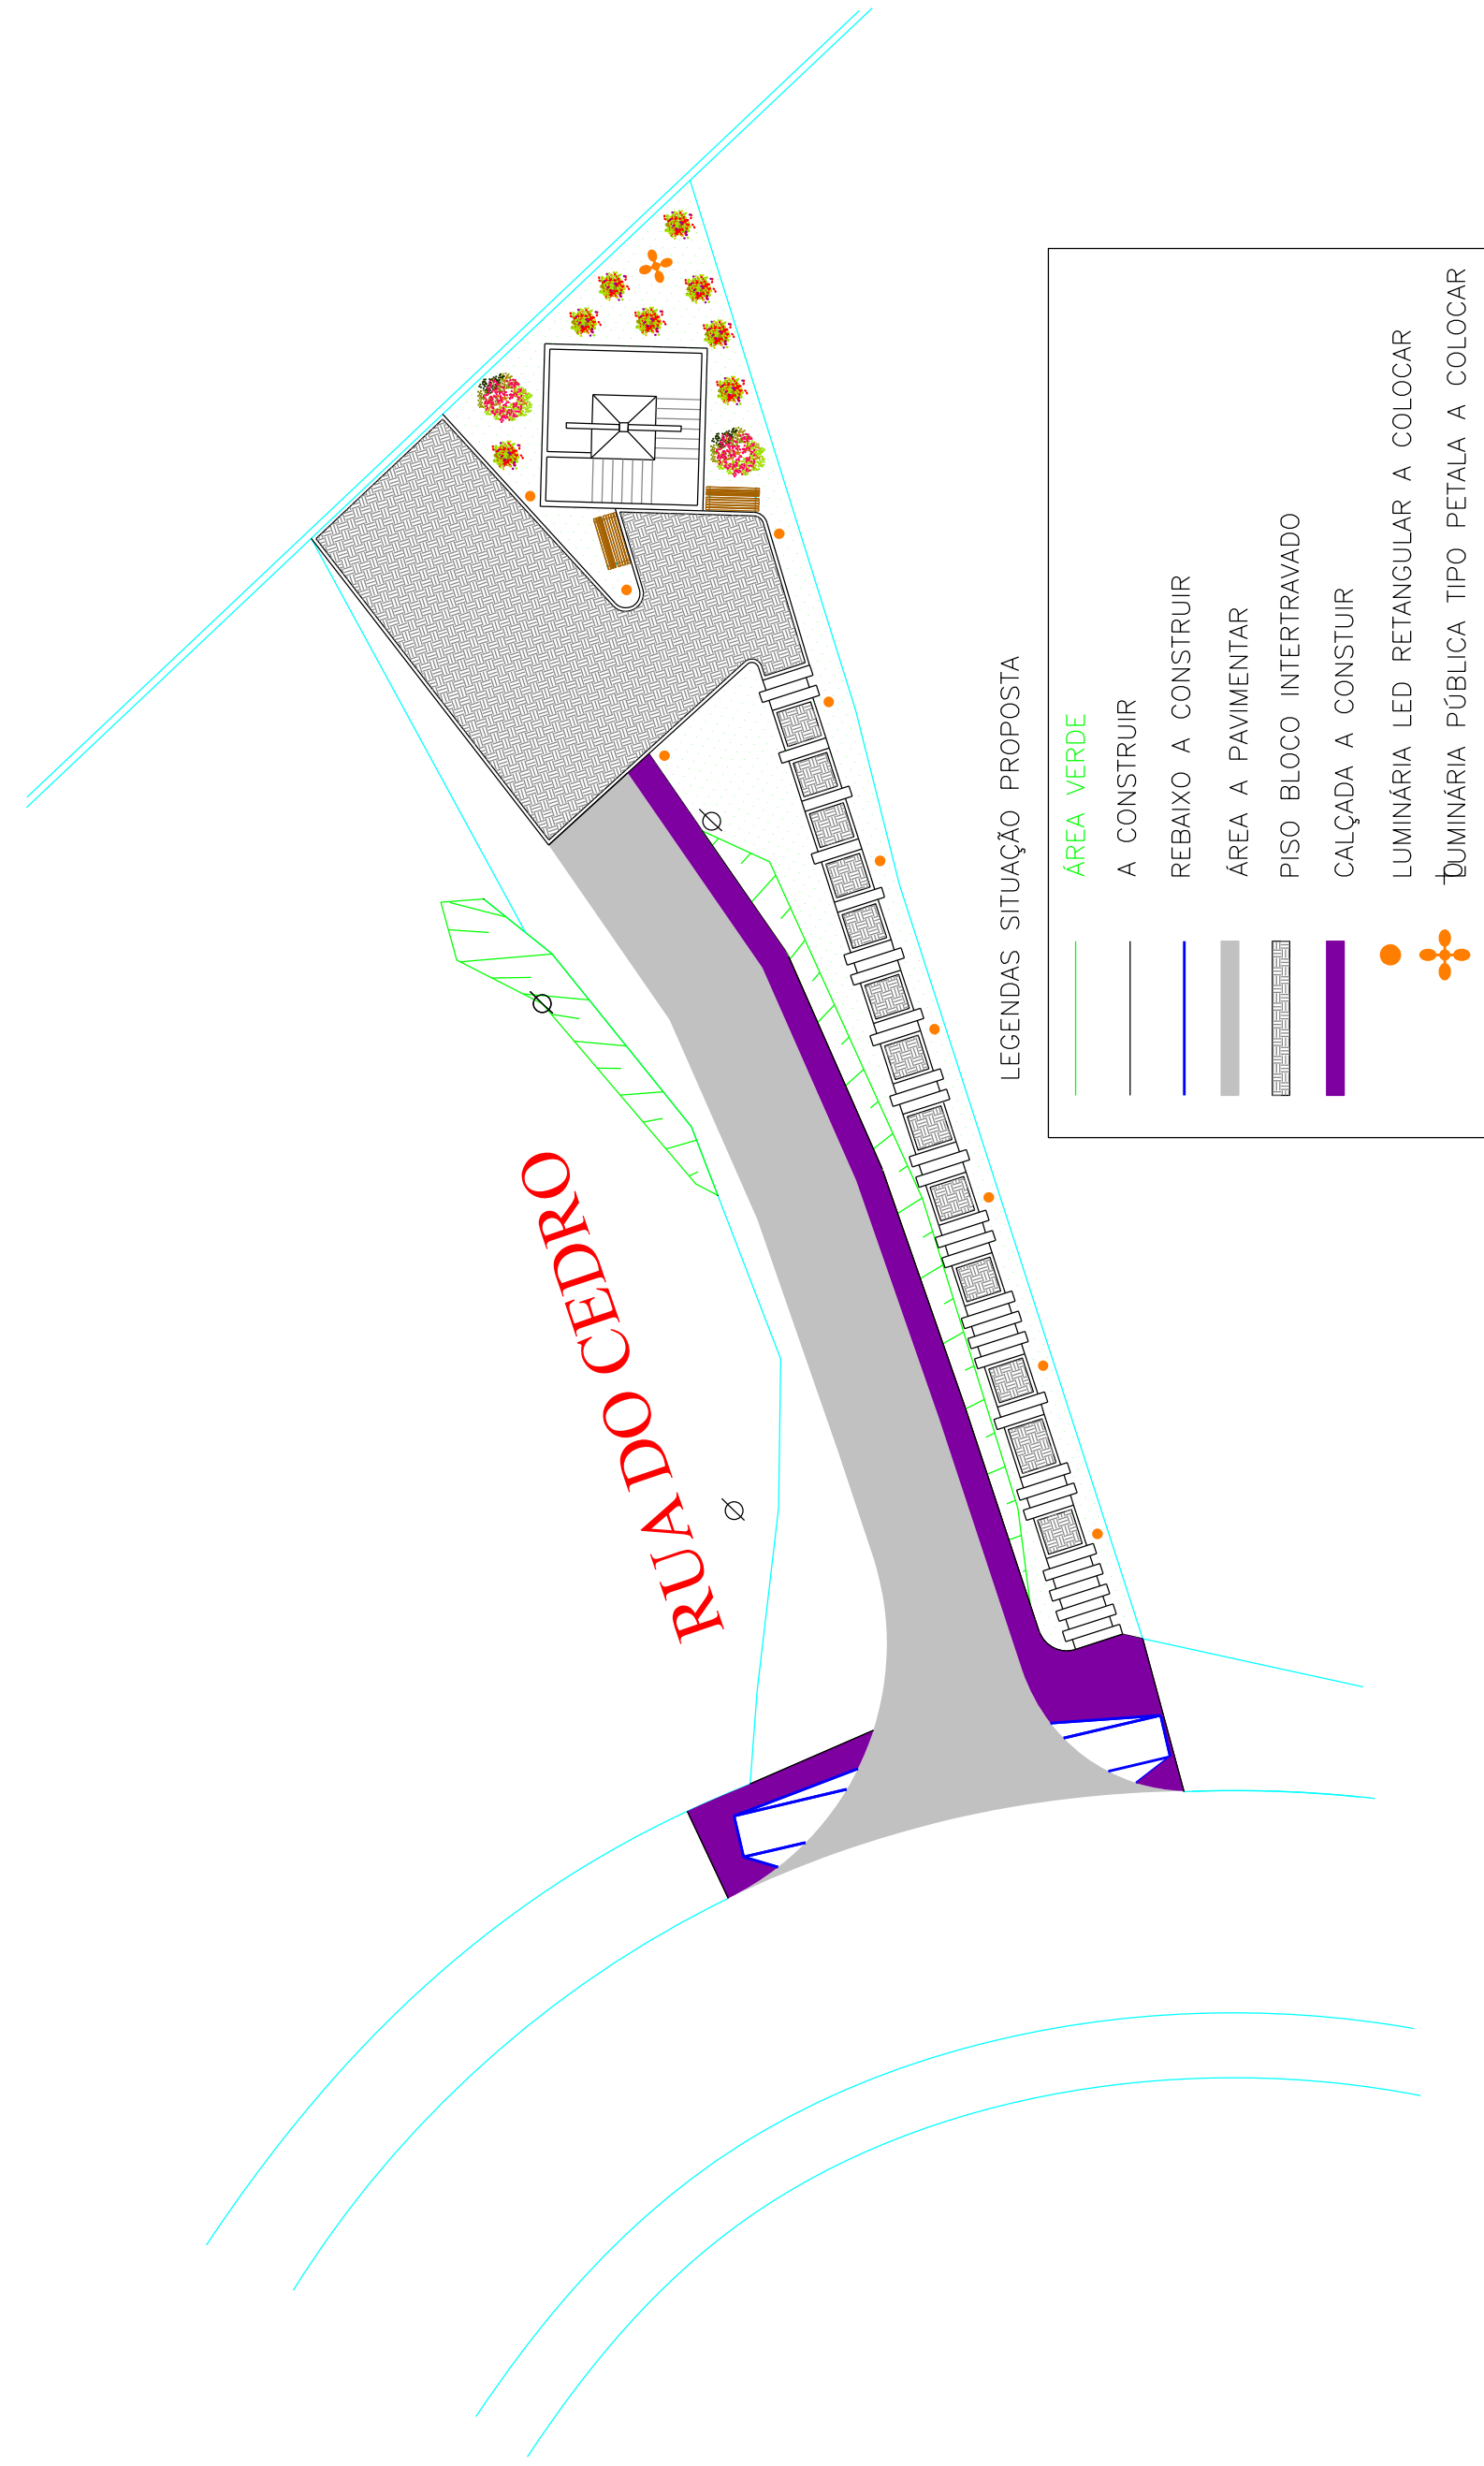 RUA DO CEDRO
LEGENDAS SITUAÇÃO PROPOSTA
ÁREA VERDE
A CONSTRUIR
REBAIXO A CONSTRUIR
ÁREA A PAVIMENTAR
PISO BLOCO INTERTRAVADO
CALÇADA A CONSTUIR
LUMINÁRIA LED RETANGULAR A COLOCAR
LUMINÁRIA PÚBLICA TIPO PETALA A COLOCAR